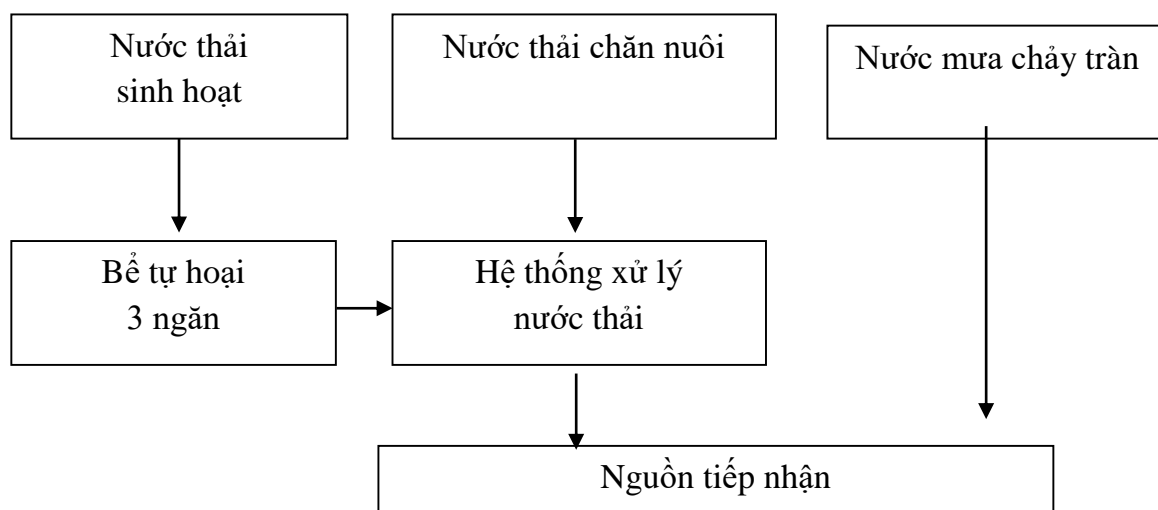 Nước thải
sinh hoạt
Nước thải chăn nuôi
Nước mưa chảy tràn
Bể tự hoại
3 ngăn
Hệ thống xử lý
nước thải
Nguồn tiếp nhận